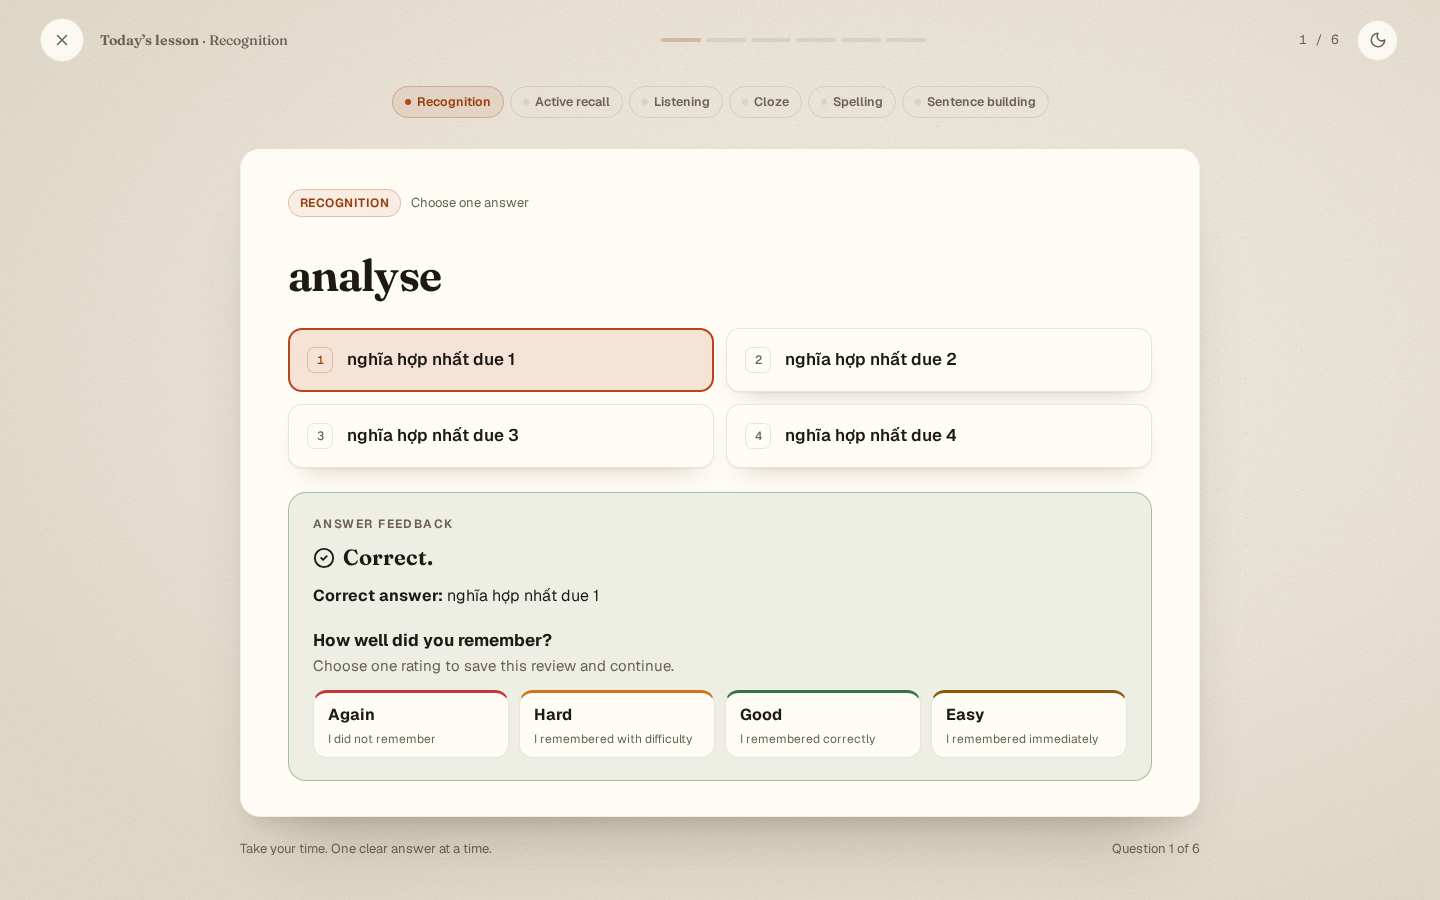 Today’s lesson · Recognition
1 / 6
Recognition
Active recall
Listening
Cloze
Spelling
Sentence building
RECOGNITION
Choose one answer
analyse
1 nghĩa hợp nhất due 1
2 nghĩa hợp nhất due 2
3 nghĩa hợp nhất due 3
4 nghĩa hợp nhất due 4
ANSWER FEEDBACK
Correct.
Correct answer: nghĩa hợp nhất due 1
How well did you remember?
Choose one rating to save this review and continue.
Again
I did not remember
Hard
I remembered with difficulty
Good
I remembered correctly
Easy
I remembered immediately
Take your time. One clear answer at a time.
Question 1 of 6